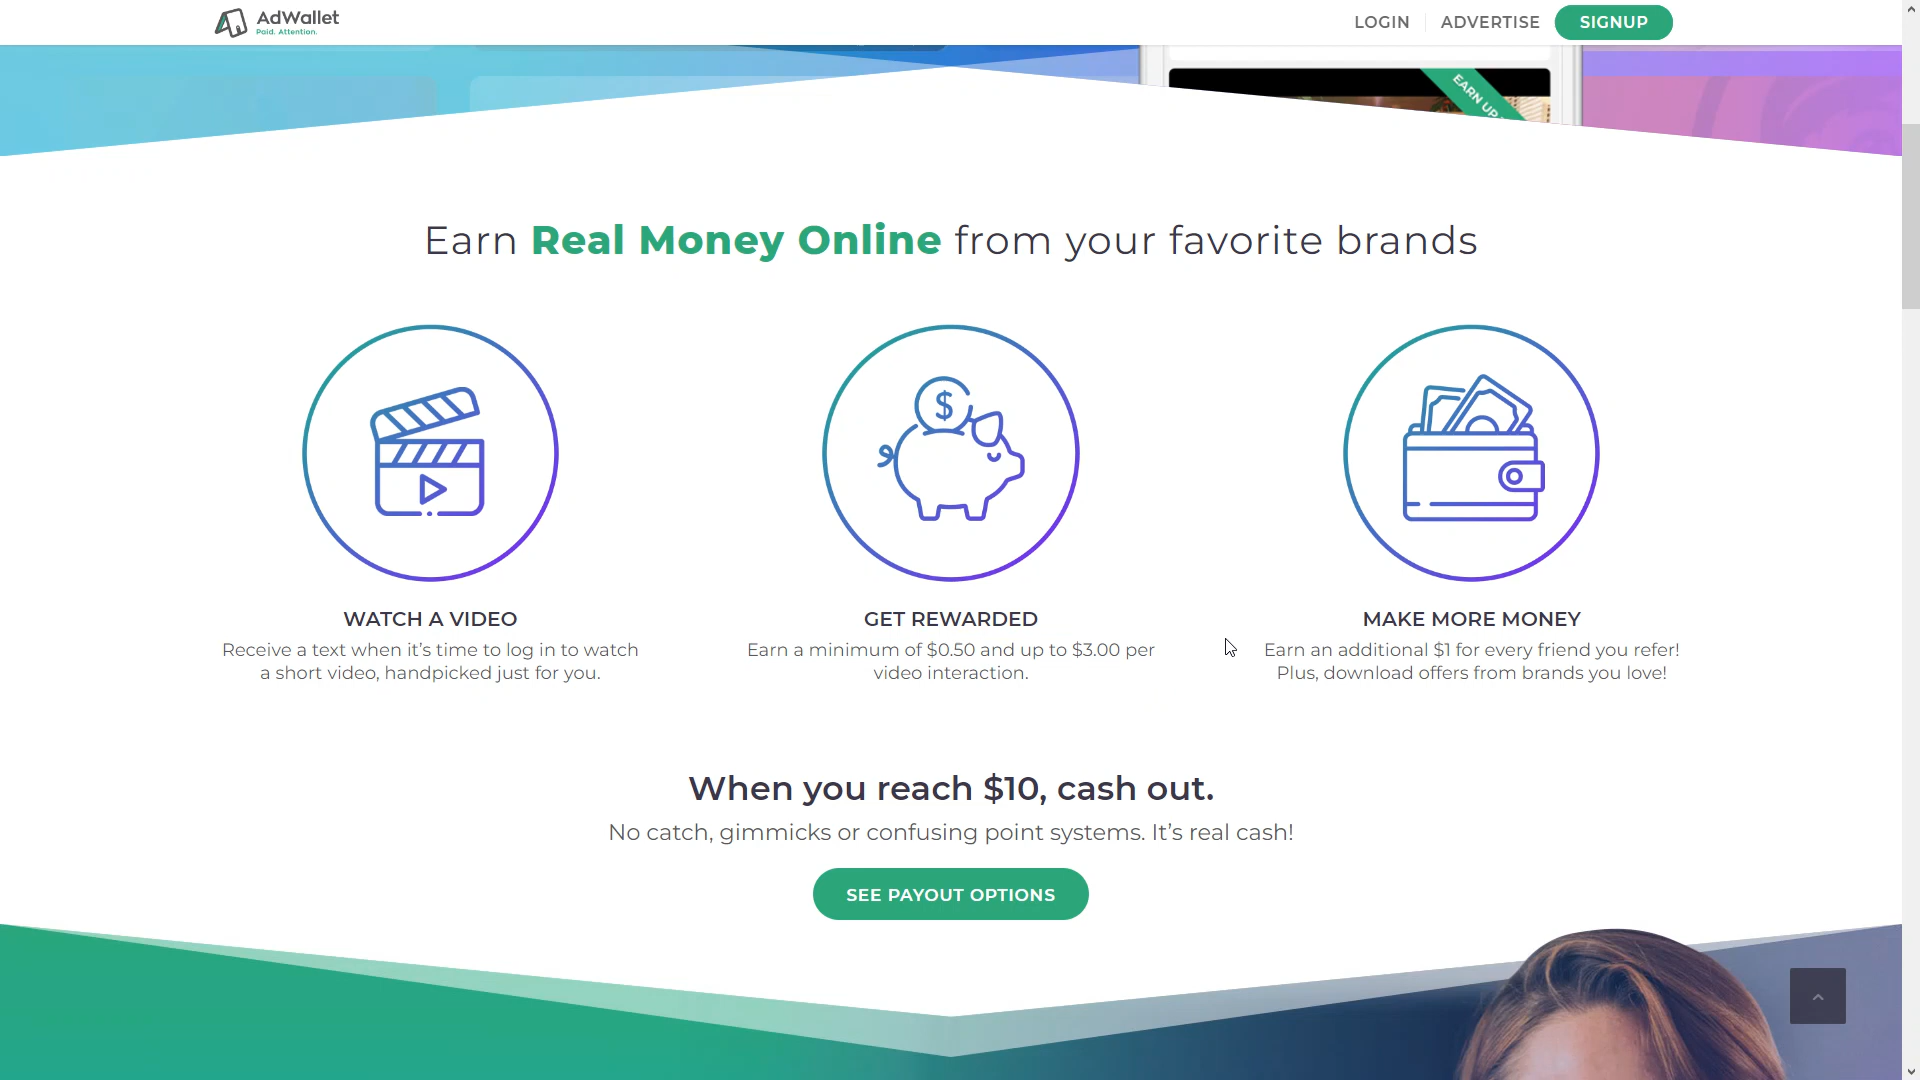 AdWallet
Paid. Attention.
LOGIN
ADVERTISE
SIGNUP
EARN UP
Earn Real Money Online from your favorite brands
$
WATCH A VIDEO
Receive a text when it’s time to log in to watch
a short video, handpicked just for you.
GET REWARDED
Earn a minimum of $0.50 and up to $3.00 per
video interaction.
MAKE MORE MONEY
Earn an additional $1 for every friend you refer!
Plus, download offers from brands you love!
When you reach $10, cash out.
No catch, gimmicks or confusing point systems. It’s real cash!
SEE PAYOUT OPTIONS